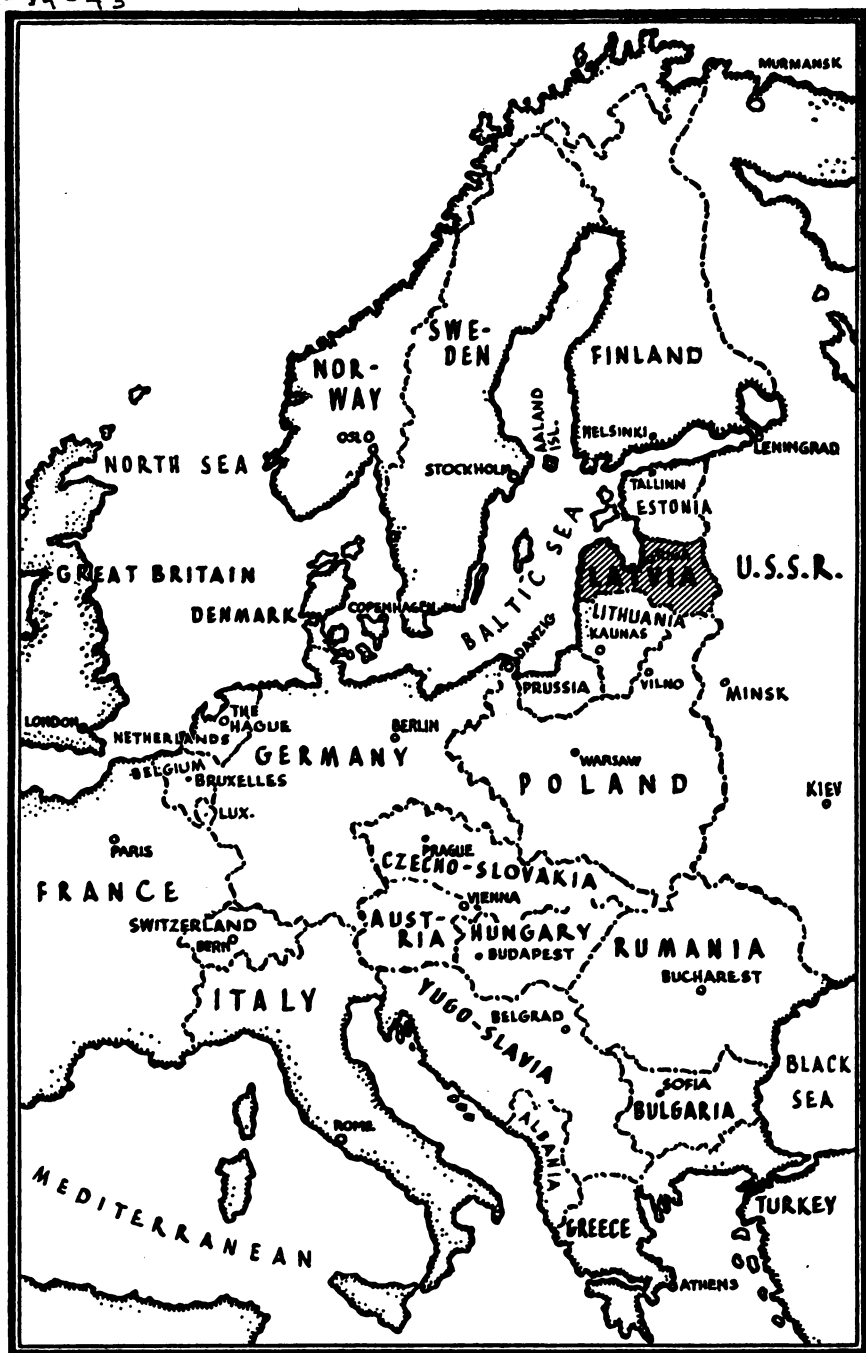 MURMANSK
SWE-
DEN
NOR-
WAY
FINLAND
AALAND
ISL.
OSLO
HELSINKI
LENINGRAD
NORTH SEA
STOCKHOLM
TALLINN
ESTONIA
BALTIC SEA
GREAT BRITAIN
LATVIA
U.S.S.R.
DENMARK
COPENHAGEN
LITHUANIA
KAUNAS
DANZIG
PRUSSIA
VILNO
MINSK
LONDON
THE
HAGUE
NETHERLANDS
BERLIN
GERMANY
WARSAW
POLAND
BELGIUM
BRUXELLES
KIEV
LUX.
PARIS
PRAGUE
CZECHO-SLOVAKIA
FRANCE
VIENNA
SWITZERLAND
BERN
AUST-
RIA
HUNGARY
BUDAPEST
RUMANIA
BUCHAREST
ITALY
YUGO-SLAVIA
BELGRAD
BLACK
SEA
SOFIA
BULGARIA
ALBANIA
ROME
MEDITERRANEAN
GREECE
TURKEY
ATHENS